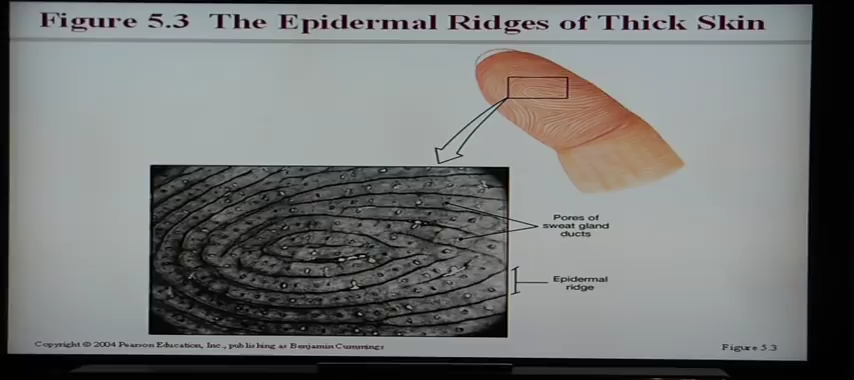 Figure 5.3 The Epidermal Ridges of Thick Skin
Pores of
sweat gland
ducts
Epidermal
ridge
Copyright © 2004 Pearson Education, Inc., publishing as Benjamin Cummings
Figure 5.3